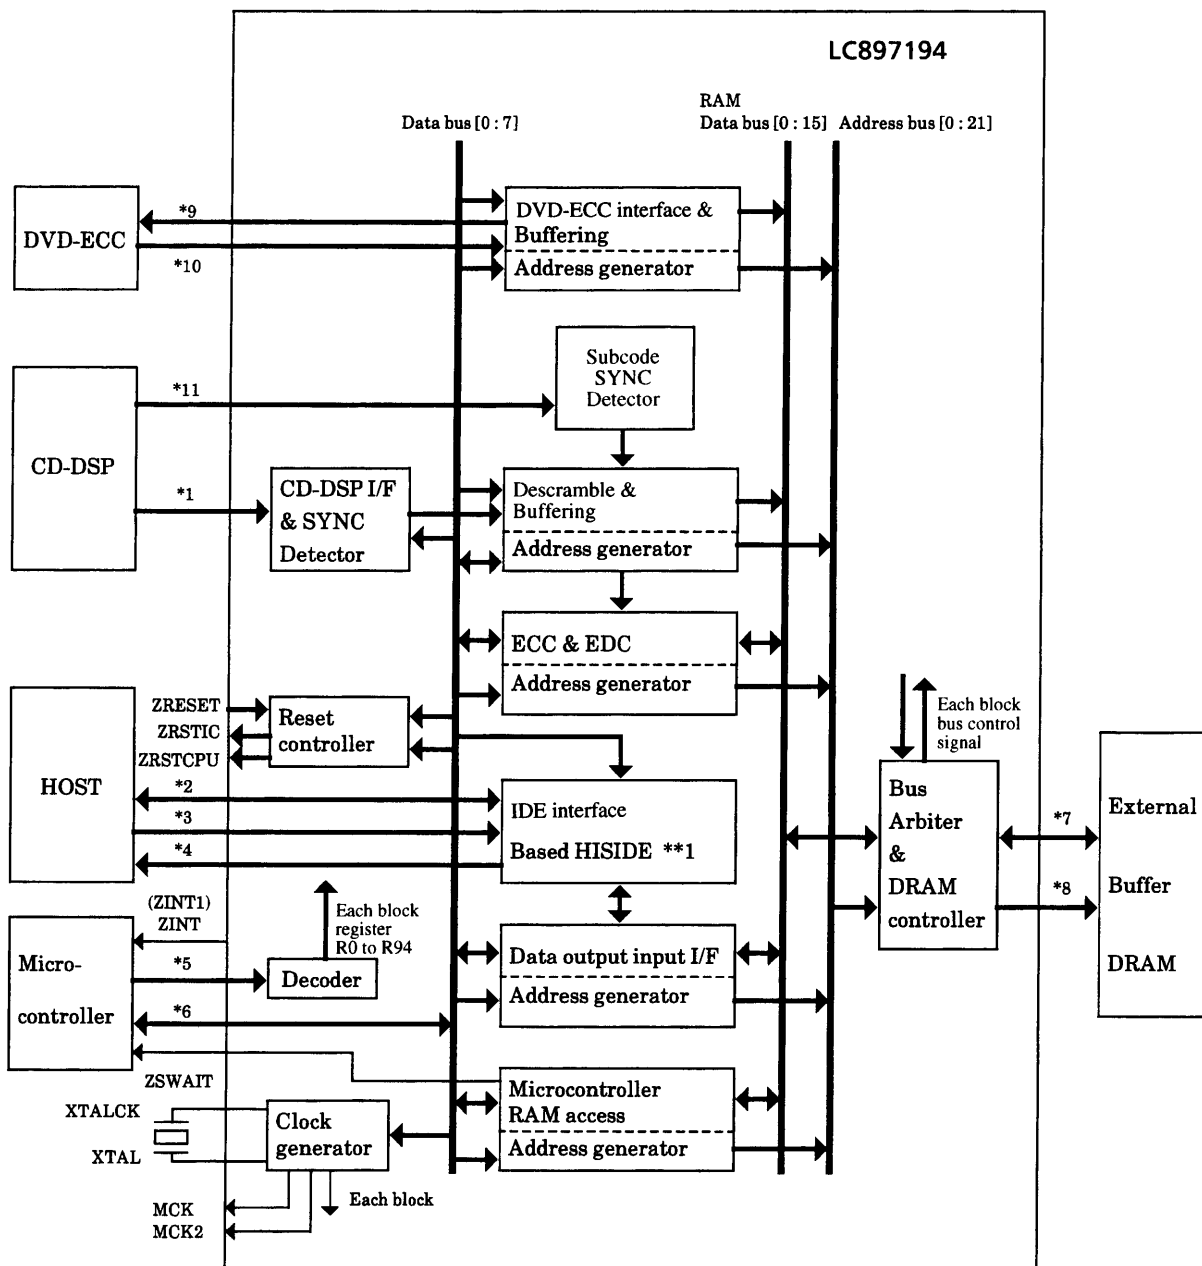 LC897194
RAM
Data bus [0 : 7]
Data bus [0 : 15]
Address bus [0 : 21]
DVD-ECC
*9
*10
DVD-ECC interface &
Buffering
Address generator
Subcode
SYNC
Detector
CD-DSP
*11
*1
CD-DSP I/F
& SYNC
Detector
Descramble &
Buffering
Address generator
ECC & EDC
Address generator
HOST
ZRESET
ZRSTIC
ZRSTCPU
Reset
controller
*2
*3
*4
IDE interface
Based HISIDE **1
Each block
bus control
signal
Bus
Arbiter
&
DRAM
controller
*7
*8
External
Buffer
DRAM
(ZINT1)
ZINT
Each block
register
R0 to R94
Micro-
controller
*5
Decoder
*6
Data output input I/F
Address generator
ZSWAIT
Microcontroller
RAM access
Address generator
XTALCK
XTAL
Clock
generator
MCK
MCK2
Each block